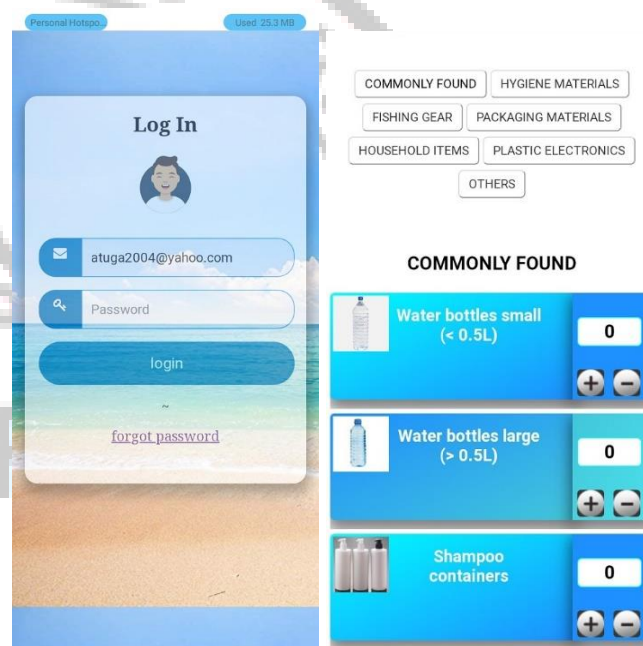 Personal Hotspo...
Used 25.3 MB
Log In
atuga2004@yahoo.com
Password
login
~
forgot password
COMMONLY FOUND
HYGIENE MATERIALS
FISHING GEAR
PACKAGING MATERIALS
HOUSEHOLD ITEMS
PLASTIC ELECTRONICS
OTHERS
COMMONLY FOUND
Water bottles small
(< 0.5L)
0
+ −
Water bottles large
(> 0.5L)
0
+ −
Shampoo
containers
0
+ −